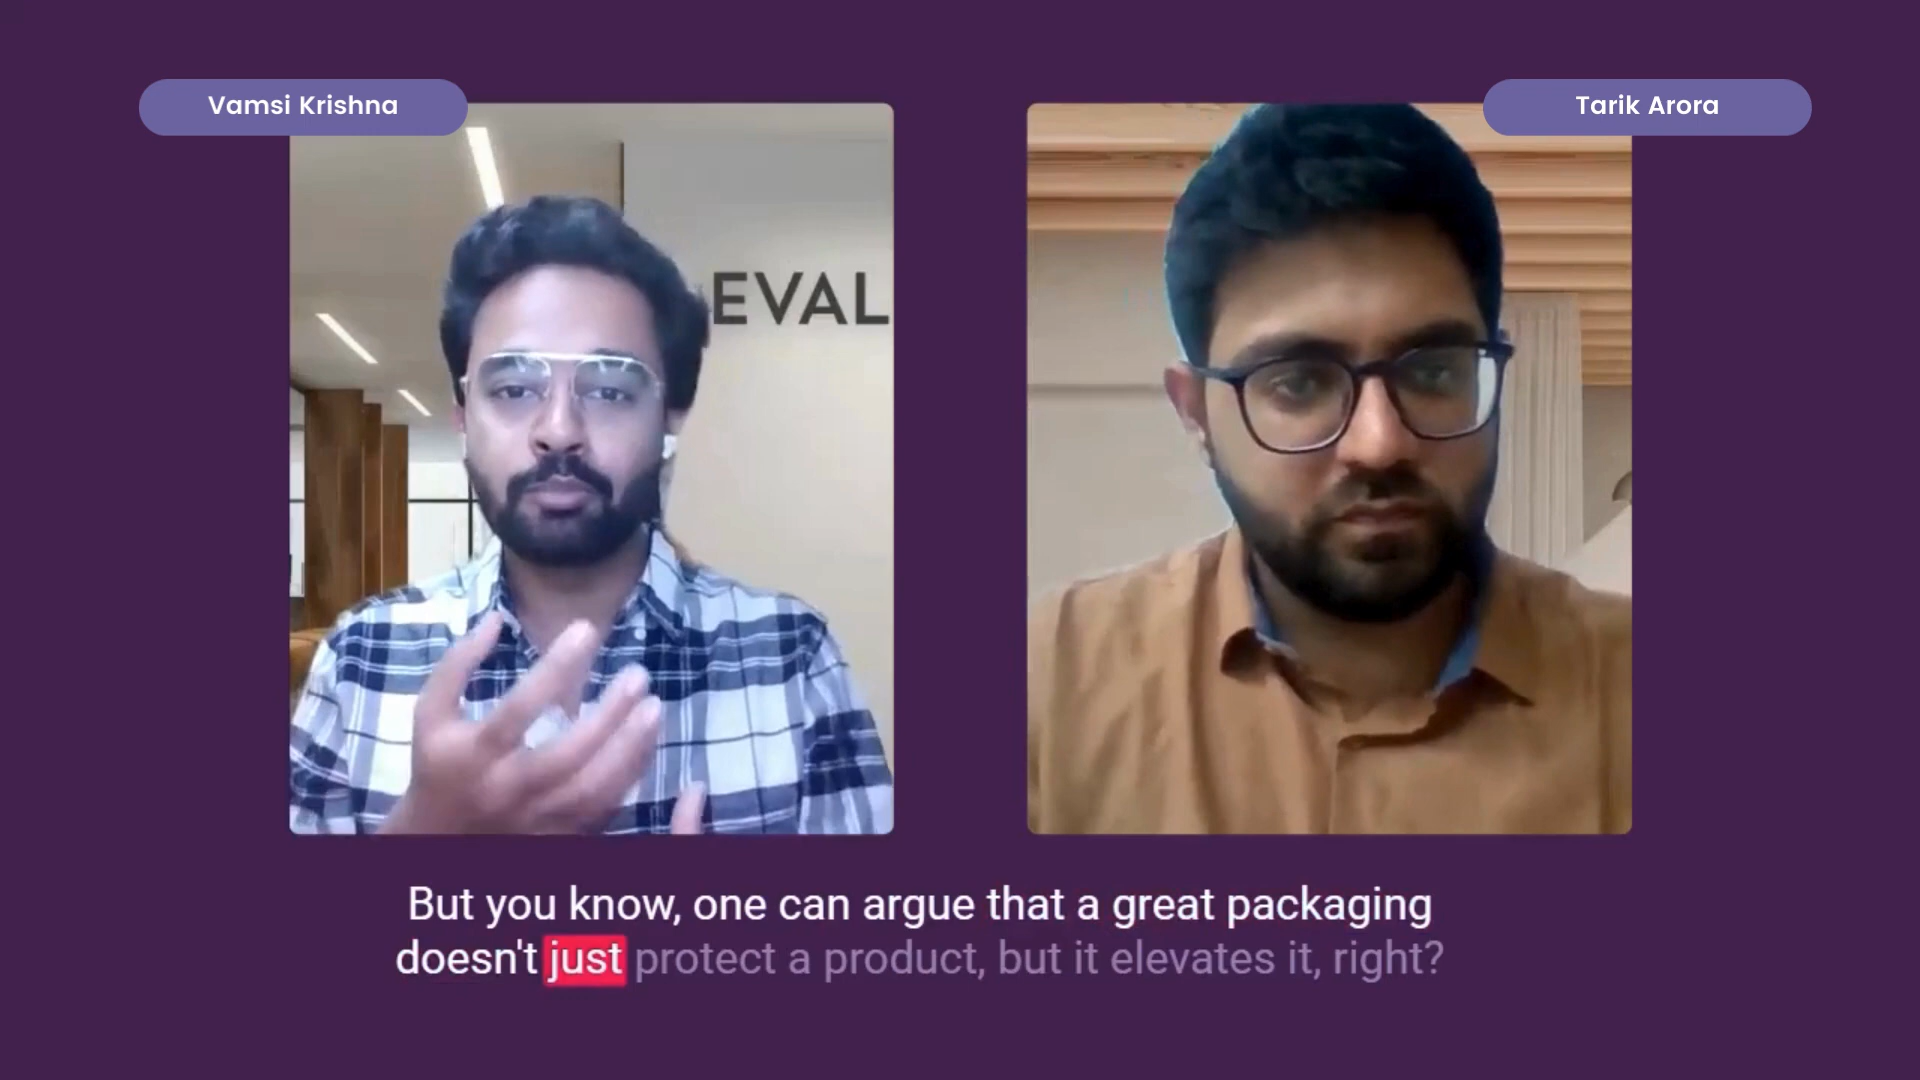 Vamsi Krishna
Tarik Arora
EVAL
But you know, one can argue that a great packaging
doesn't just protect a product, but it elevates it, right?